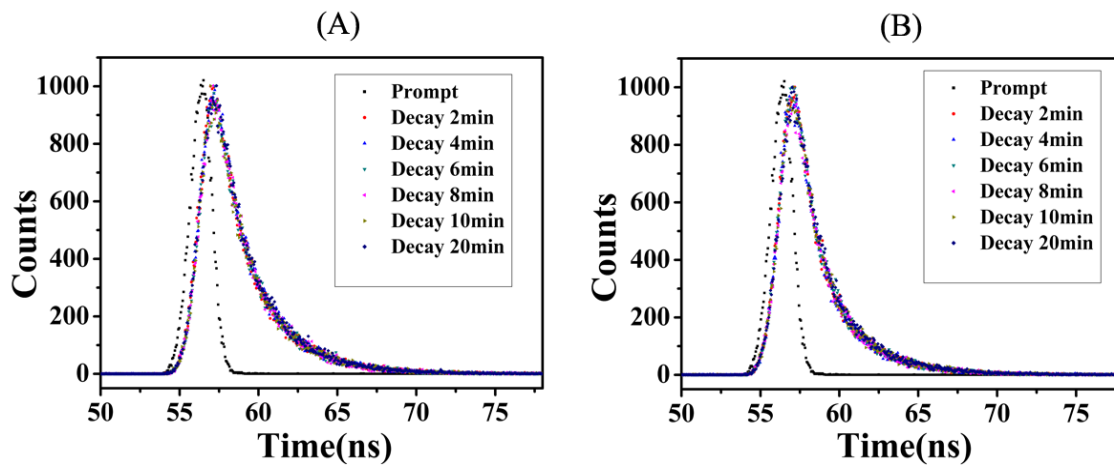 (A)
1000
800
600
400
200
0
Counts
50 55 60 65 70 75
Time(ns)
Prompt
Decay 2min
Decay 4min
Decay 6min
Decay 8min
Decay 10min
Decay 20min
(B)
1000
800
600
400
200
0
Counts
50 55 60 65 70 75
Time(ns)
Prompt
Decay 2min
Decay 4min
Decay 6min
Decay 8min
Decay 10min
Decay 20min